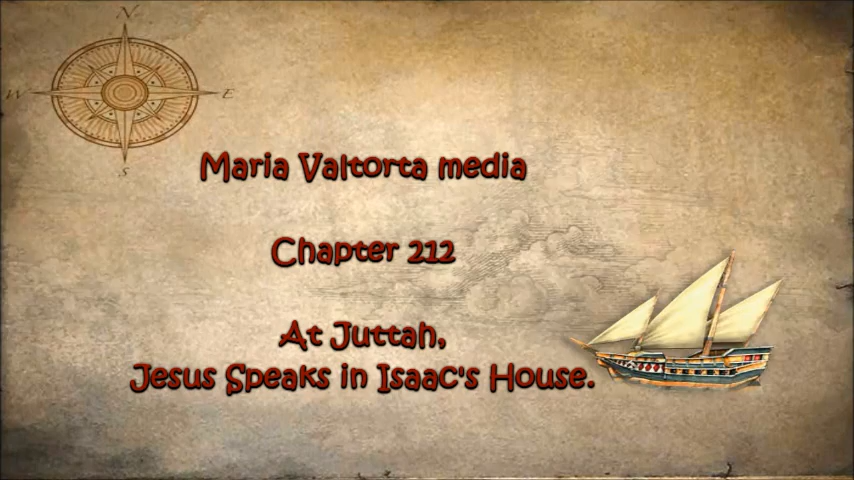 N
W
E
S
Maria Valtorta media
Chapter 212
At Juttah,
Jesus Speaks in Isaac's House.